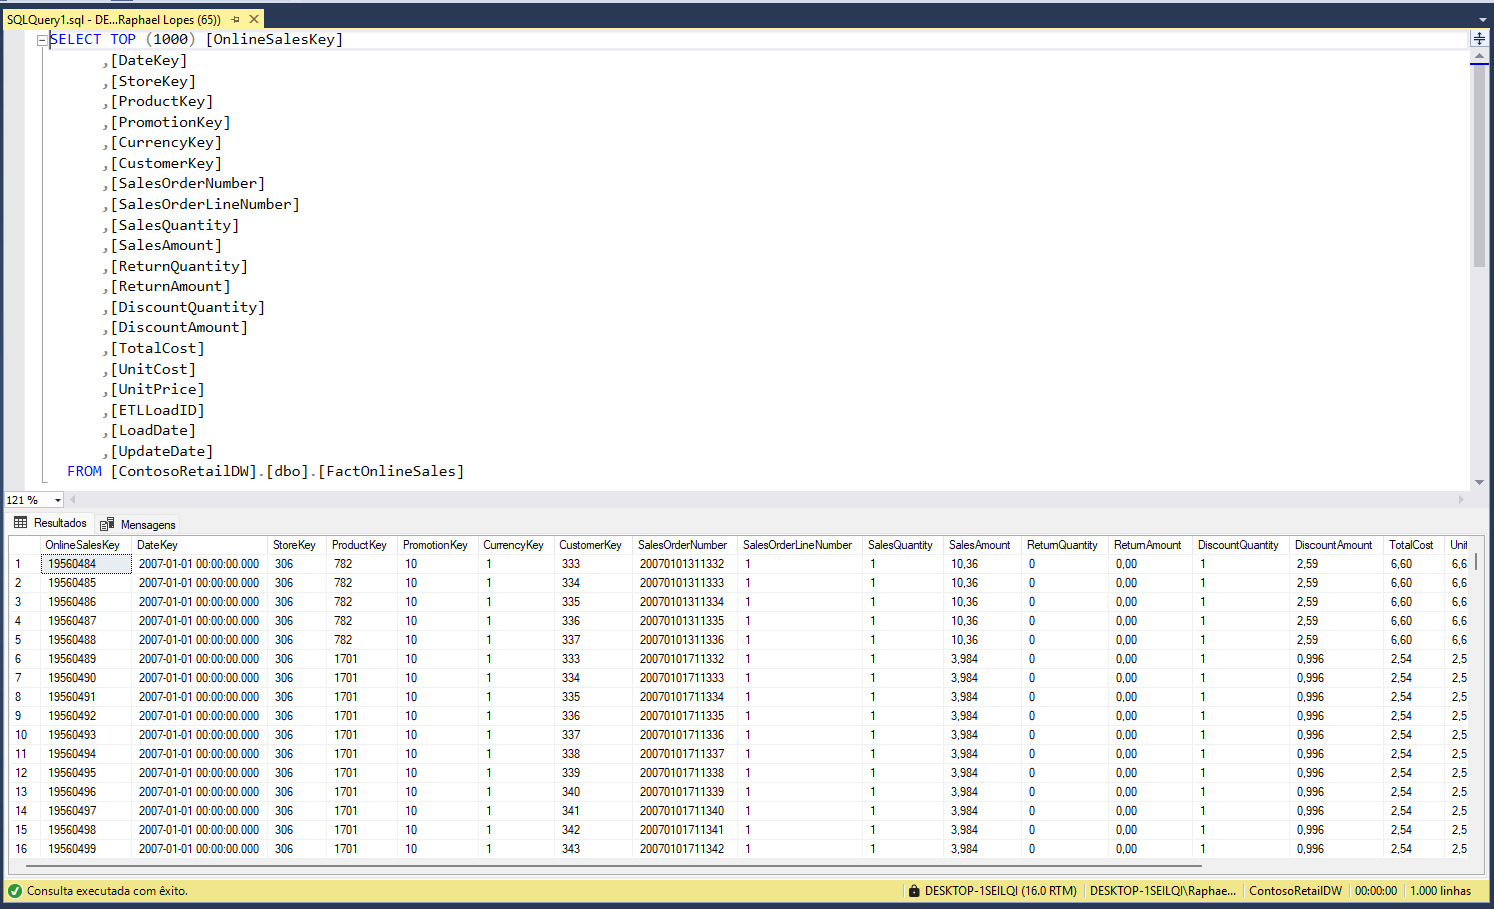 SQLQuery1.sql - DE...Raphael Lopes (65))
SELECT TOP (1000) [OnlineSalesKey]
,[DateKey]
,[StoreKey]
,[ProductKey]
,[PromotionKey]
,[CurrencyKey]
,[CustomerKey]
,[SalesOrderNumber]
,[SalesOrderLineNumber]
,[SalesQuantity]
,[SalesAmount]
,[ReturnQuantity]
,[ReturnAmount]
,[DiscountQuantity]
,[DiscountAmount]
,[TotalCost]
,[UnitCost]
,[UnitPrice]
,[ETLLoadID]
,[LoadDate]
,[UpdateDate]
FROM [ContosoRetailDW].[dbo].[FactOnlineSales]
121 %
Resultados Mensagens
OnlineSalesKey DateKey StoreKey ProductKey PromotionKey CurrencyKey CustomerKey SalesOrderNumber SalesOrderLineNumber SalesQuantity SalesAmount ReturnQuantity ReturnAmount DiscountQuantity DiscountAmount TotalCost Unit
1 19560484 2007-01-01 00:00:00.000 306 782 10 1 333 20070101311332 1 1 10,36 0 0,00 1 2,59 6,60 6,6
2 19560485 2007-01-01 00:00:00.000 306 782 10 1 334 20070101311333 1 1 10,36 0 0,00 1 2,59 6,60 6,6
3 19560486 2007-01-01 00:00:00.000 306 782 10 1 335 20070101311334 1 1 10,36 0 0,00 1 2,59 6,60 6,6
4 19560487 2007-01-01 00:00:00.000 306 782 10 1 336 20070101311335 1 1 10,36 0 0,00 1 2,59 6,60 6,6
5 19560488 2007-01-01 00:00:00.000 306 782 10 1 337 20070101311336 1 1 10,36 0 0,00 1 2,59 6,60 6,6
6 19560489 2007-01-01 00:00:00.000 306 1701 10 1 333 20070101711332 1 1 3,984 0 0,00 1 0,996 2,54 2,5
7 19560490 2007-01-01 00:00:00.000 306 1701 10 1 334 20070101711333 1 1 3,984 0 0,00 1 0,996 2,54 2,5
8 19560491 2007-01-01 00:00:00.000 306 1701 10 1 335 20070101711334 1 1 3,984 0 0,00 1 0,996 2,54 2,5
9 19560492 2007-01-01 00:00:00.000 306 1701 10 1 336 20070101711335 1 1 3,984 0 0,00 1 0,996 2,54 2,5
10 19560493 2007-01-01 00:00:00.000 306 1701 10 1 337 20070101711336 1 1 3,984 0 0,00 1 0,996 2,54 2,5
11 19560494 2007-01-01 00:00:00.000 306 1701 10 1 338 20070101711337 1 1 3,984 0 0,00 1 0,996 2,54 2,5
12 19560495 2007-01-01 00:00:00.000 306 1701 10 1 339 20070101711338 1 1 3,984 0 0,00 1 0,996 2,54 2,5
13 19560496 2007-01-01 00:00:00.000 306 1701 10 1 340 20070101711339 1 1 3,984 0 0,00 1 0,996 2,54 2,5
14 19560497 2007-01-01 00:00:00.000 306 1701 10 1 341 20070101711340 1 1 3,984 0 0,00 1 0,996 2,54 2,5
15 19560498 2007-01-01 00:00:00.000 306 1701 10 1 342 20070101711341 1 1 3,984 0 0,00 1 0,996 2,54 2,5
16 19560499 2007-01-01 00:00:00.000 306 1701 10 1 343 20070101711342 1 1 3,984 0 0,00 1 0,996 2,54 2,5
Consulta executada com êxito. DESKTOP-1SEILQI (16.0 RTM) DESKTOP-1SEILQI\Raphae... ContosoRetailDW 00:00:00 1.000 linhas